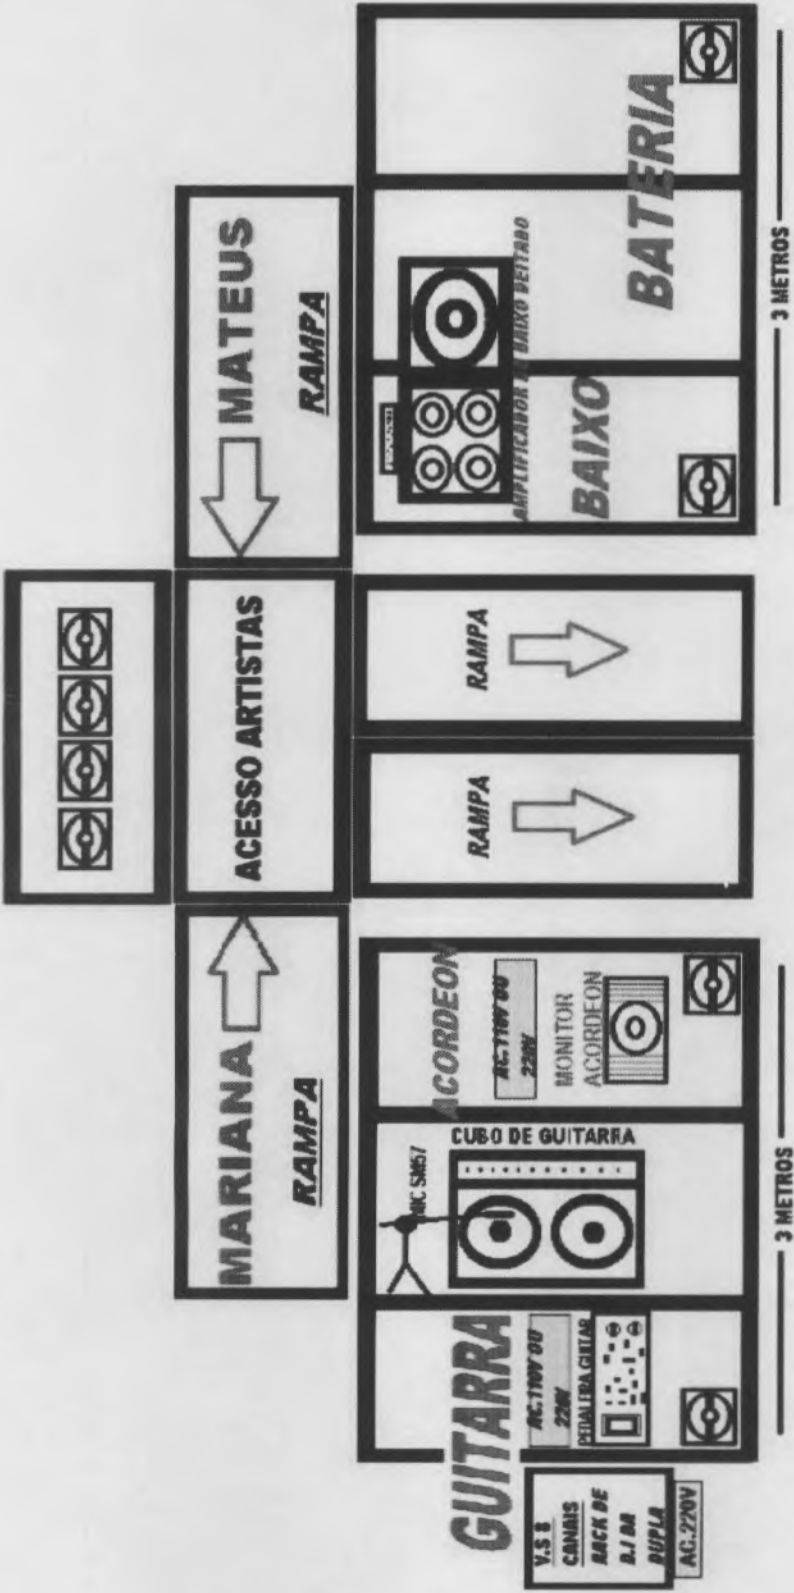 MARIANA
RAMPA
ACESSO ARTISTAS
MATEUS
RAMPA
GUITARRA
AC.110V OU
220V
PEDALEIRA GUITAR
V.S 8
CANAIS
RACK DE
D.I DA
DUPLA
AC.220V
MIC SM57
CUBO DE GUITARRA
ACORDEON
AC.110V OU
220V
MONITOR
ACORDEON
RAMPA
RAMPA
AMPLIFICADOR DE BAIXO DEITADO
BAIXO
BATERIA
3 METROS
3 METROS